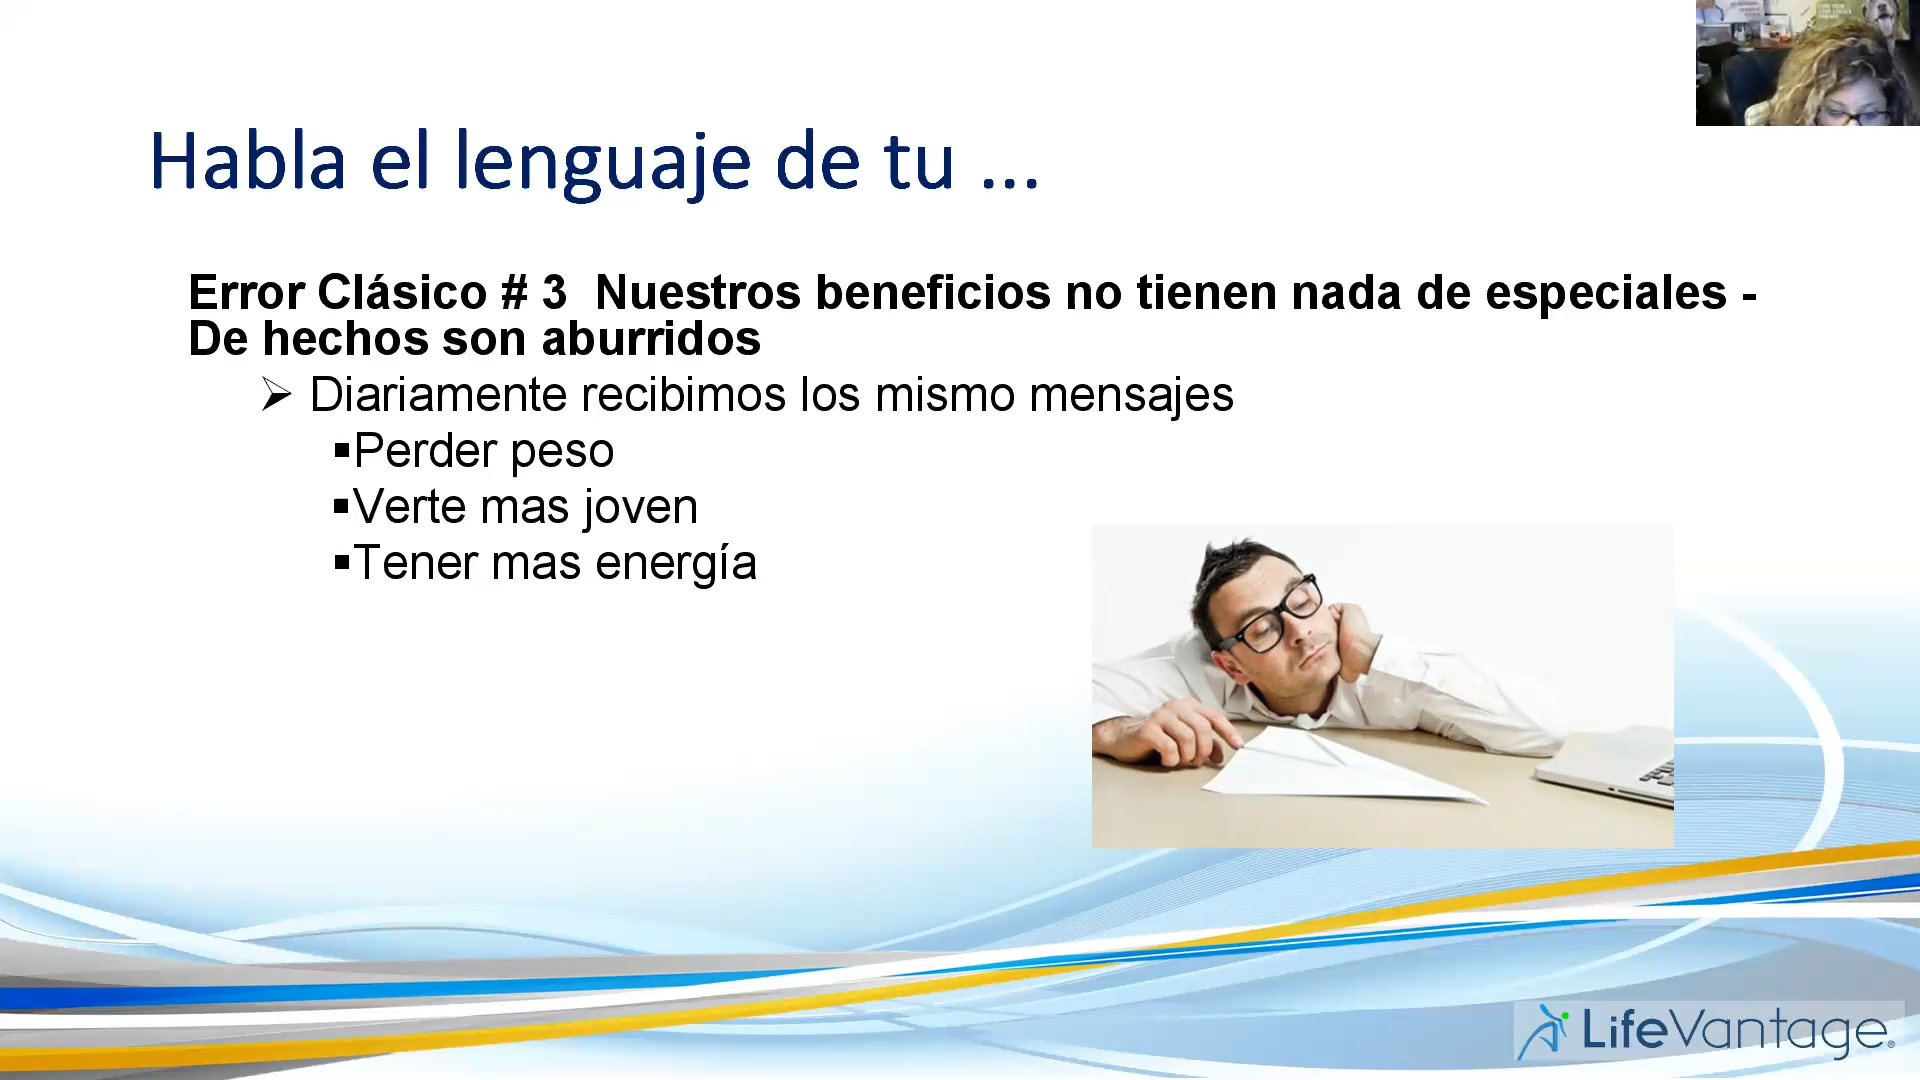 Habla el lenguaje de tu ...
Error Clásico # 3  Nuestros beneficios no tienen nada de especiales -
De hechos son aburridos
➢ Diariamente recibimos los mismo mensajes
▪Perder peso
▪Verte mas joven
▪Tener mas energía
LifeVantage®